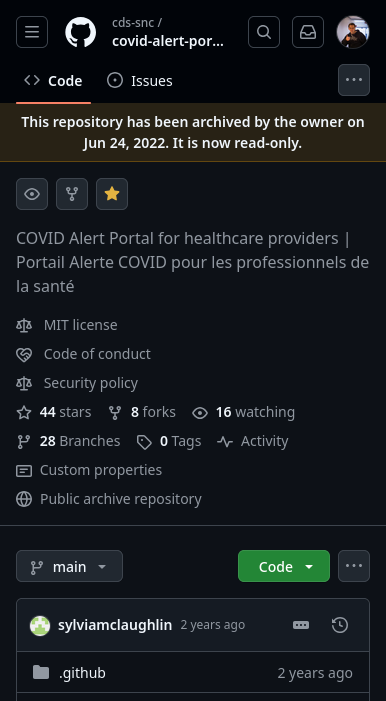 cds-snc /
covid-alert-por...
Code
Issues
This repository has been archived by the owner on
Jun 24, 2022. It is now read-only.
COVID Alert Portal for healthcare providers |
Portail Alerte COVID pour les professionnels de
la santé
MIT license
Code of conduct
Security policy
44 stars 8 forks 16 watching
28 Branches 0 Tags Activity
Custom properties
Public archive repository
main Code
sylviamclaughlin 2 years ago
.github 2 years ago